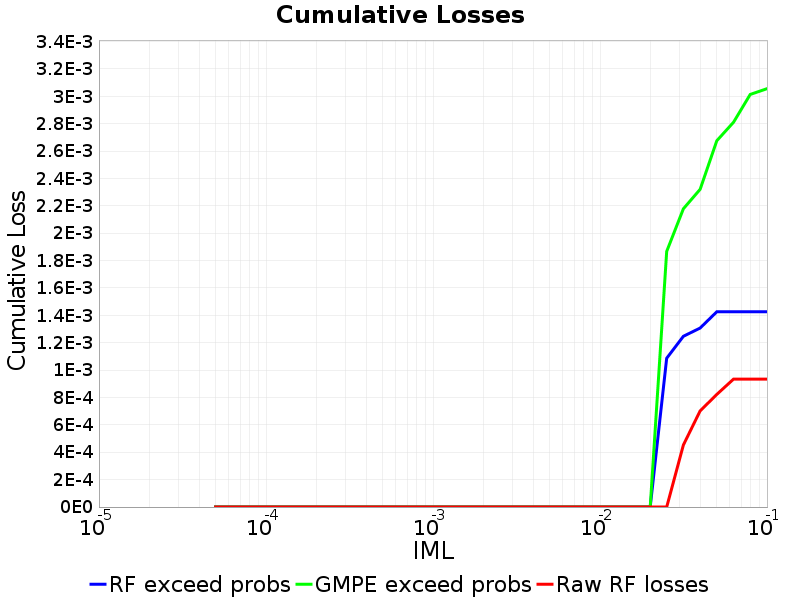 Cumulative Losses
3.4E-3
3.2E-3
3E-3
2.8E-3
2.6E-3
2.4E-3
2.2E-3
2E-3
1.8E-3
1.6E-3
1.4E-3
1.2E-3
1E-3
8E-4
6E-4
4E-4
2E-4
0E0
Cumulative Loss
10-5 10-4 10-3 10-2 10-1
IML
RF exceed probs GMPE exceed probs Raw RF losses